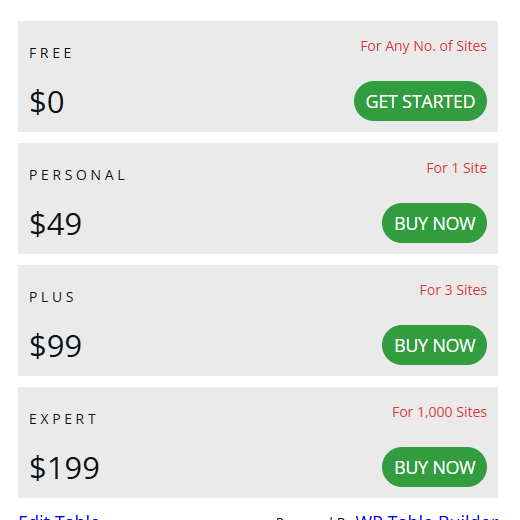 FREE
For Any No. of Sites
$0
GET STARTED
PERSONAL
For 1 Site
$49
BUY NOW
PLUS
For 3 Sites
$99
BUY NOW
EXPERT
For 1,000 Sites
$199
BUY NOW
Edit Table
WP Table Builder